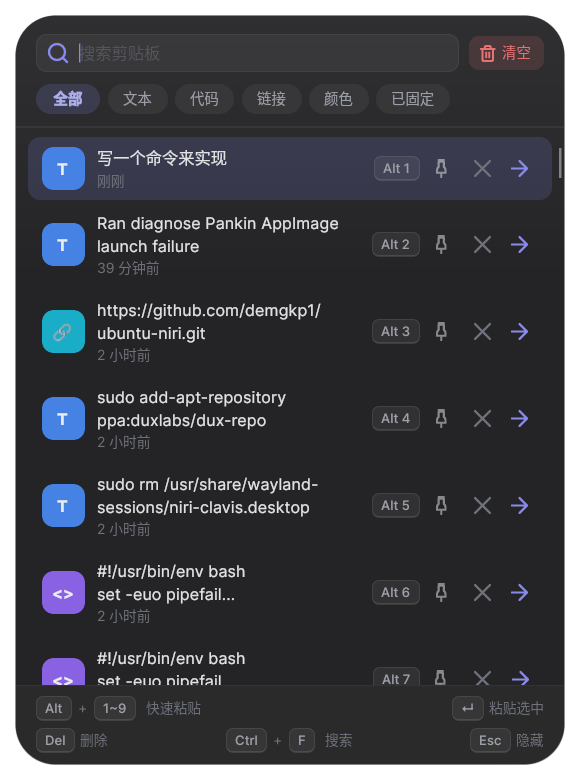 搜索剪贴板
清空
全部 文本 代码 链接 颜色 已固定
T
写一个命令来实现
刚刚
Alt 1
T
Ran diagnose Pankin AppImage
launch failure
39 分钟前
Alt 2
https://github.com/demgkp1/
ubuntu-niri.git
2 小时前
Alt 3
T
sudo add-apt-repository
ppa:duxlabs/dux-repo
2 小时前
Alt 4
T
sudo rm /usr/share/wayland-
sessions/niri-clavis.desktop
2 小时前
Alt 5
<>
#!/usr/bin/env bash
set -euo pipefail...
2 小时前
Alt 6
<>
#!/usr/bin/env bash
set -euo pipefail
Alt 7
Alt + 1~9 快速粘贴 ↵ 粘贴选中
Del 删除 Ctrl + F 搜索 Esc 隐藏